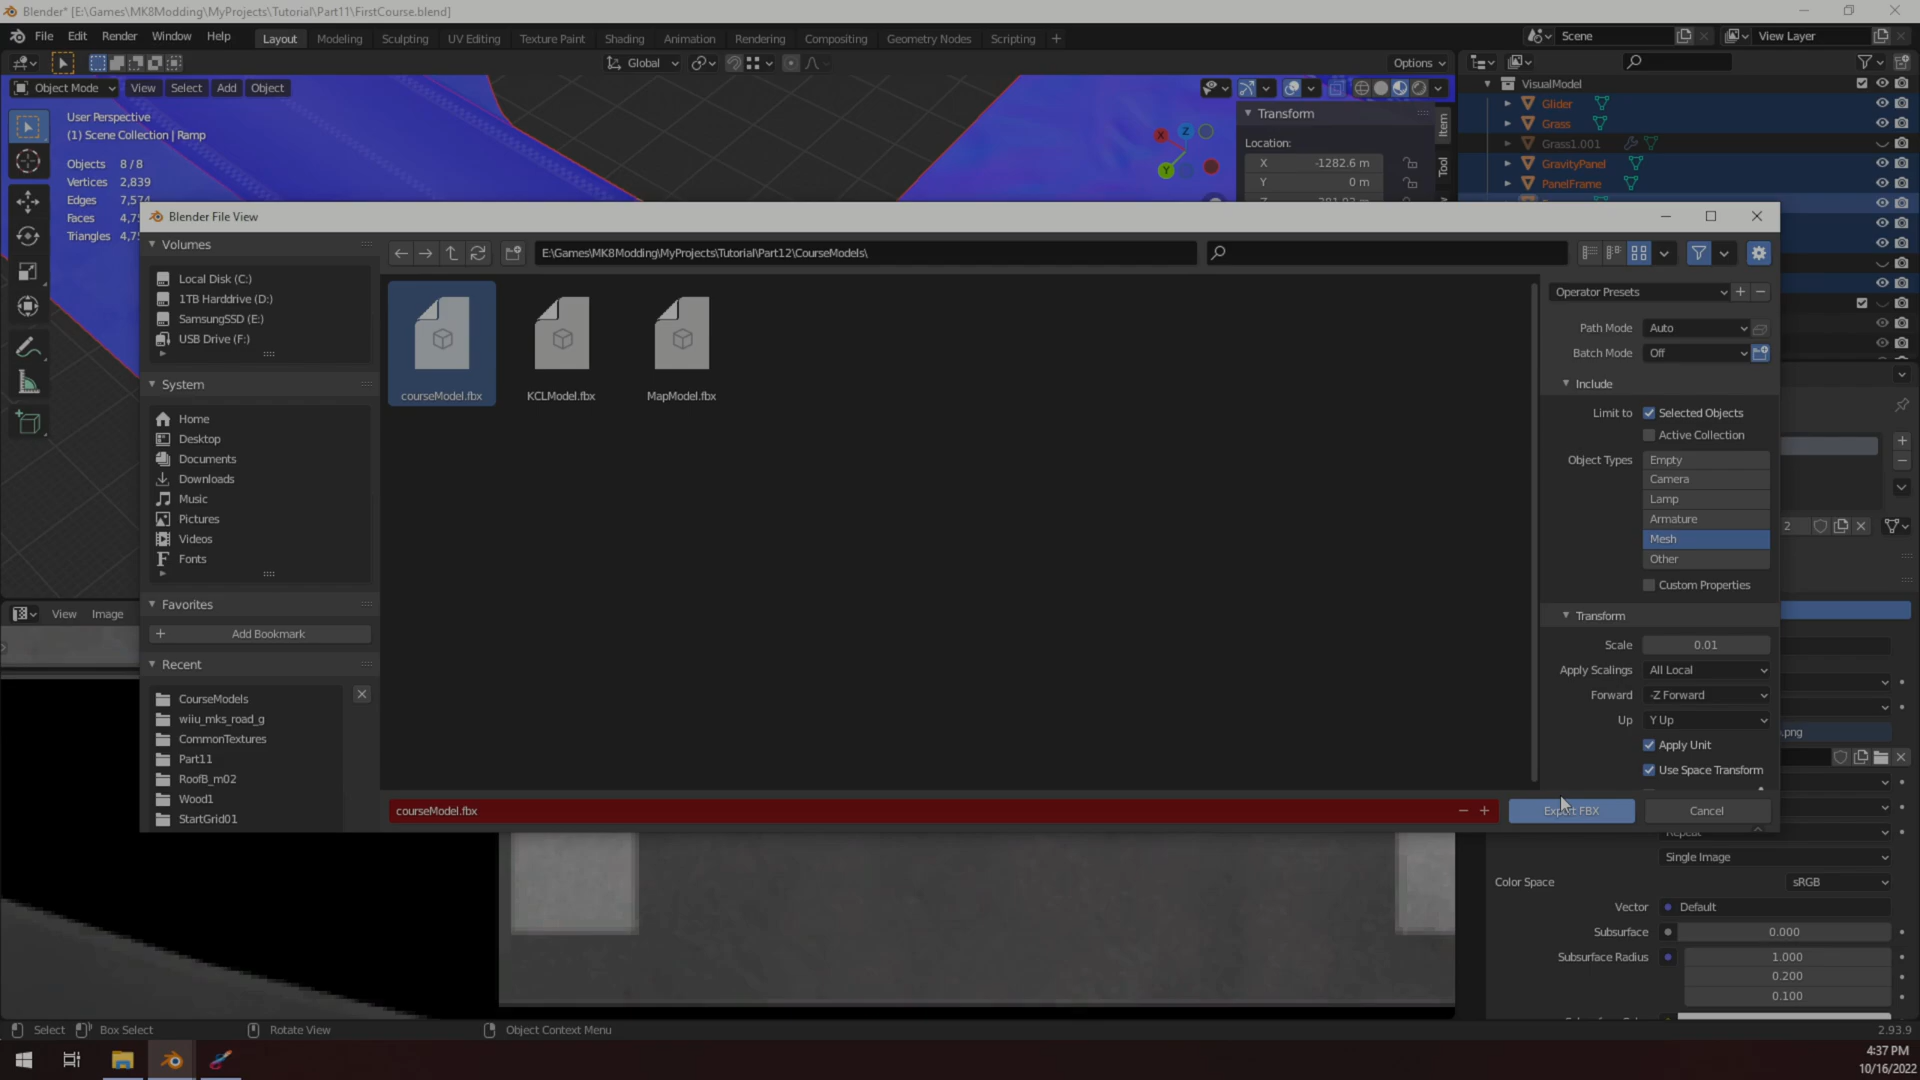 Blender* [E:\Games\MK8Modding\MyProjects\Tutorial\Part11\FirstCourse.blend]
File Edit Render Window Help Layout Modeling Sculpting UV Editing Texture Paint Shading Animation Rendering Compositing Geometry Nodes Scripting + Scene View Layer
Global Options
Object Mode View Select Add Object
User Perspective
(1) Scene Collection | Ramp
Objects 8 / 8
Vertices 2,839
Edges
Faces
Triangles
X
Z
Y
Transform
Location:
X -1282.6 m
Y 0 m
Item
Tool
VisualModel
Glider
Grass
Grass1.001
GravityPanel
PanelFrame
Blender File View
Volumes
Local Disk (C:)
1TB Harddrive (D:)
SamsungSSD (E:)
USB Drive (F:)
System
Home
Desktop
Documents
Downloads
Music
Pictures
Videos
Fonts
Favorites
Add Bookmark
Recent
CourseModels
wiiu_mks_road_g
CommonTextures
Part11
RoofB_m02
Wood1
StartGrid01
E:\Games\MK8Modding\MyProjects\Tutorial\Part12\CourseModels\
courseModel.fbx
KCLModel.fbx
MapModel.fbx
Operator Presets
Path Mode Auto
Batch Mode Off
Include
Limit to Selected Objects
Active Collection
Object Types Empty
Camera
Lamp
Armature
Mesh
Other
Custom Properties
Transform
Scale 0.01
Apply Scalings All Local
Forward -Z Forward
Up Y Up
Apply Unit
Use Space Transform
courseModel.fbx
Export FBX
Cancel
2
.png
View Image
Repeat
Single Image
Color Space sRGB
Vector Default
Subsurface 0.000
Subsurface Radius 1.000
0.200
0.100
Select Box Select Rotate View Object Context Menu 2.93.9
4:37 PM
10/16/2022